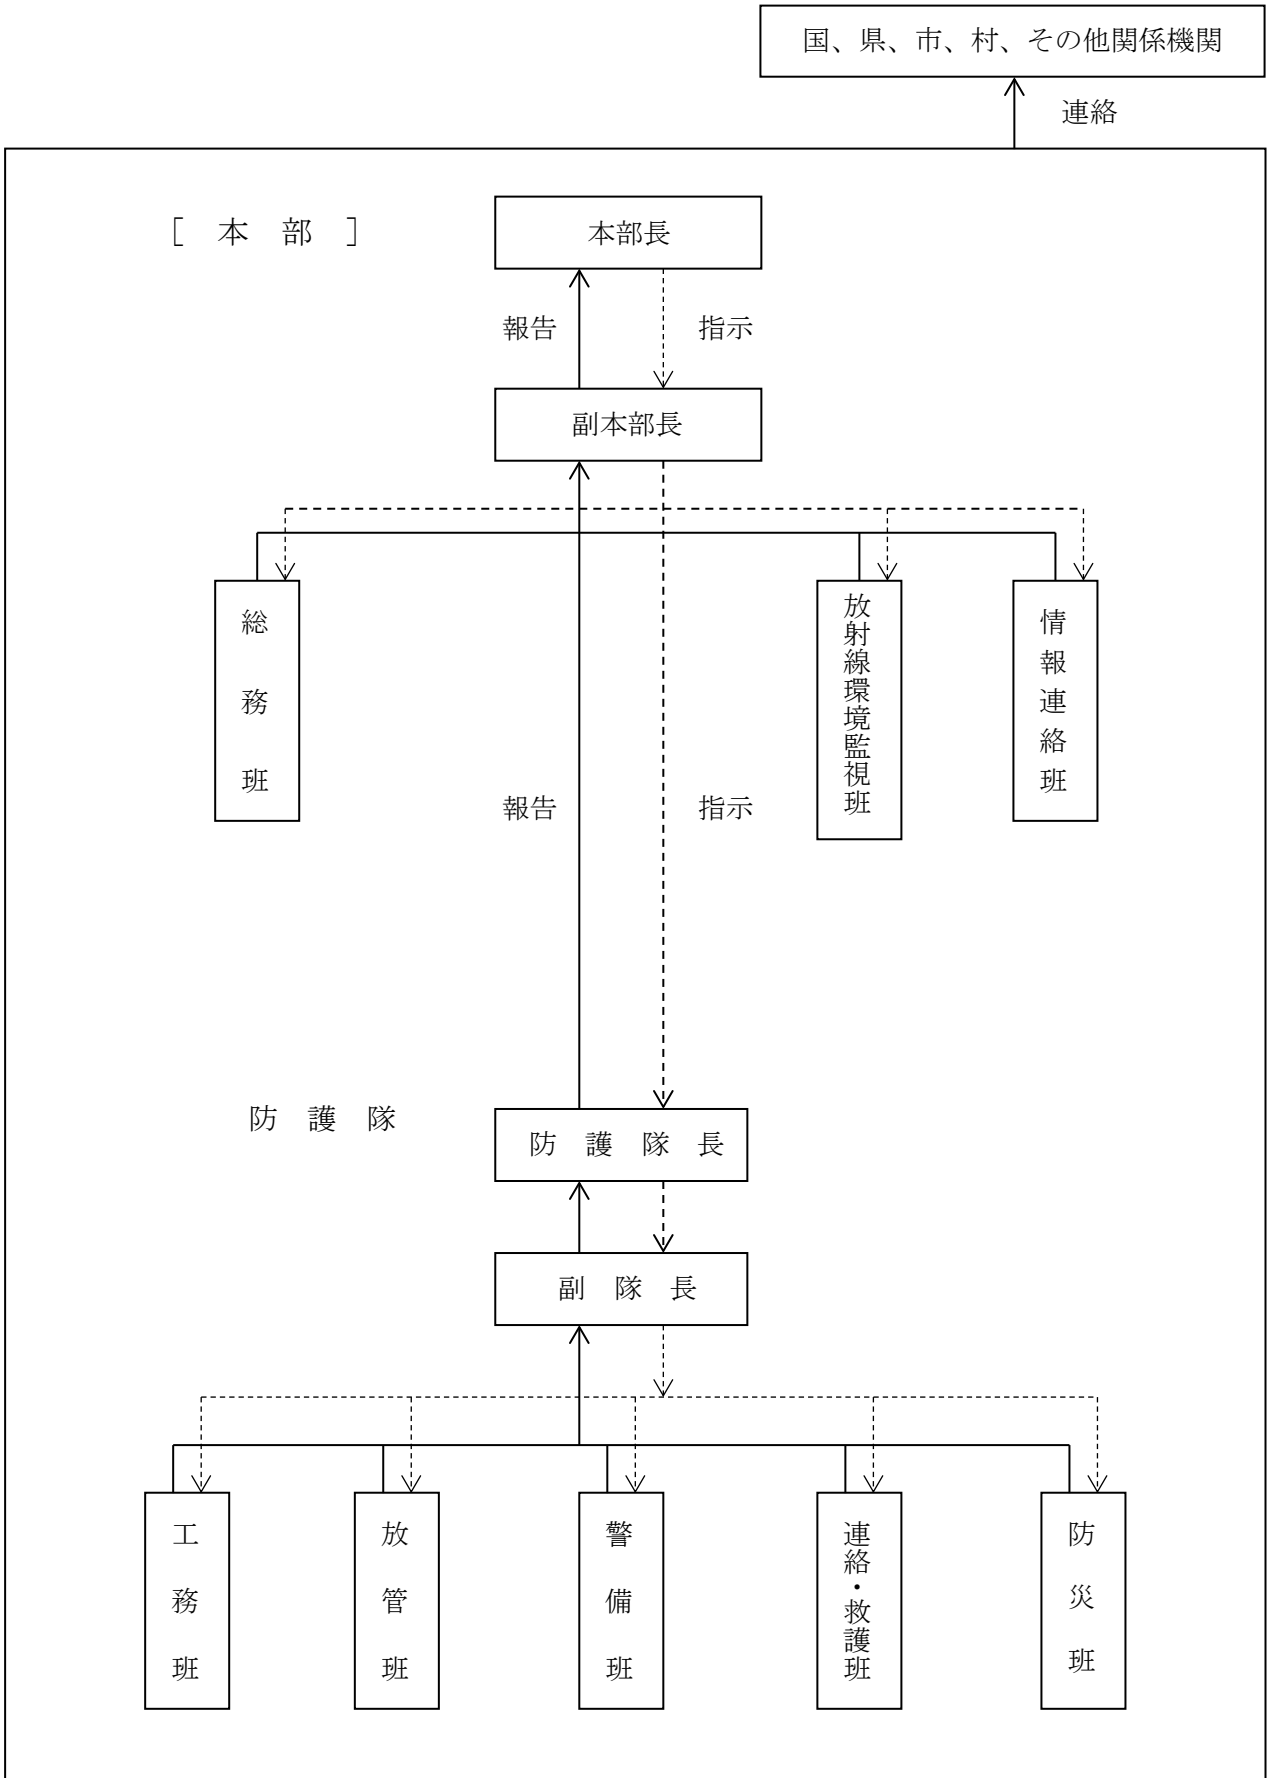 国、県、市、村、その他関係機関
連絡
［　本　部　］
本部長
報告
指示
副本部長
総務班
放射線環境監視班
情報連絡班
報告
指示
防　護　隊
防　護　隊　長
副　隊　長
工務班
放管班
警備班
連絡・救護班
防災班